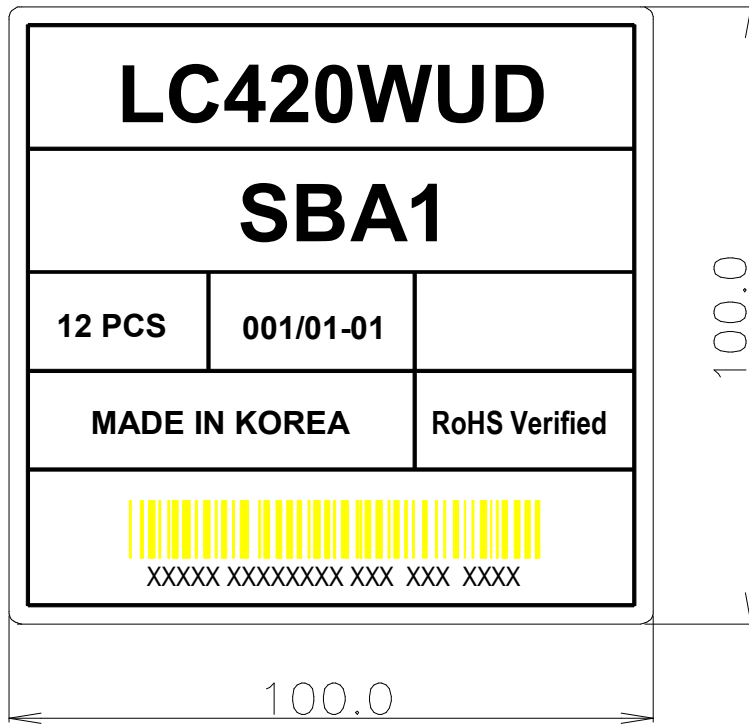 LC420WUD
SBA1
12 PCS 001/01-01
MADE IN KOREA RoHS Verified
XXXXX XXXXXXXX XXX XXX XXXX
100.0
100.0